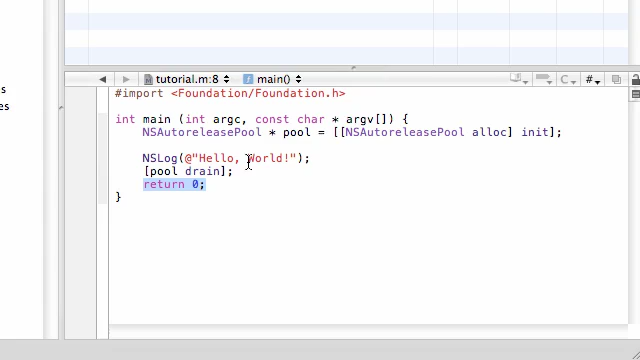 tutorial.m:8 main()
C #
s
es
#import <Foundation/Foundation.h>
int main (int argc, const char * argv[]) {
NSAutoreleasePool * pool = [[NSAutoreleasePool alloc] init];
NSLog(@"Hello, World!");
[pool drain];
return 0;
}